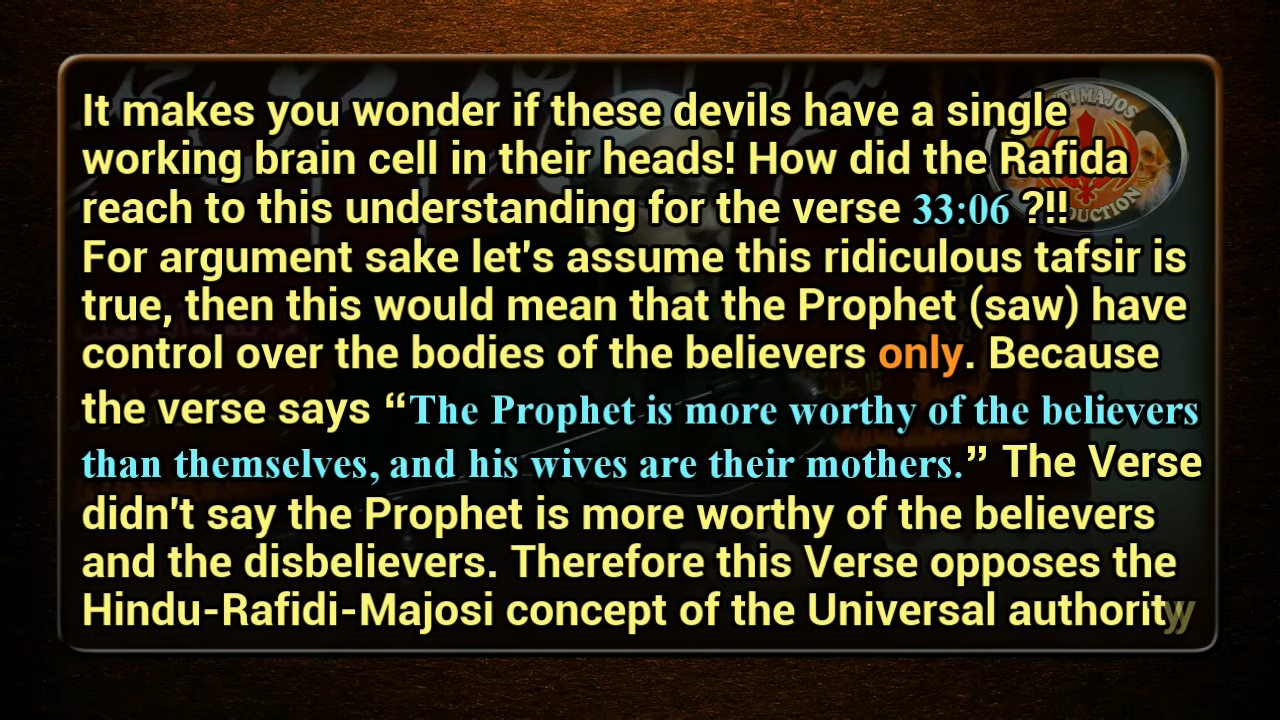 It makes you wonder if these devils have a single
working brain cell in their heads! How did the Rafida
reach to this understanding for the verse 33:06 ?!!
For argument sake let's assume this ridiculous tafsir is
true, then this would mean that the Prophet (saw) have
control over the bodies of the believers only. Because
the verse says “The Prophet is more worthy of the believers
than themselves, and his wives are their mothers.” The Verse
didn't say the Prophet is more worthy of the believers
and the disbelievers. Therefore this Verse opposes the
Hindu-Rafidi-Majosi concept of the Universal authority
MAJOS